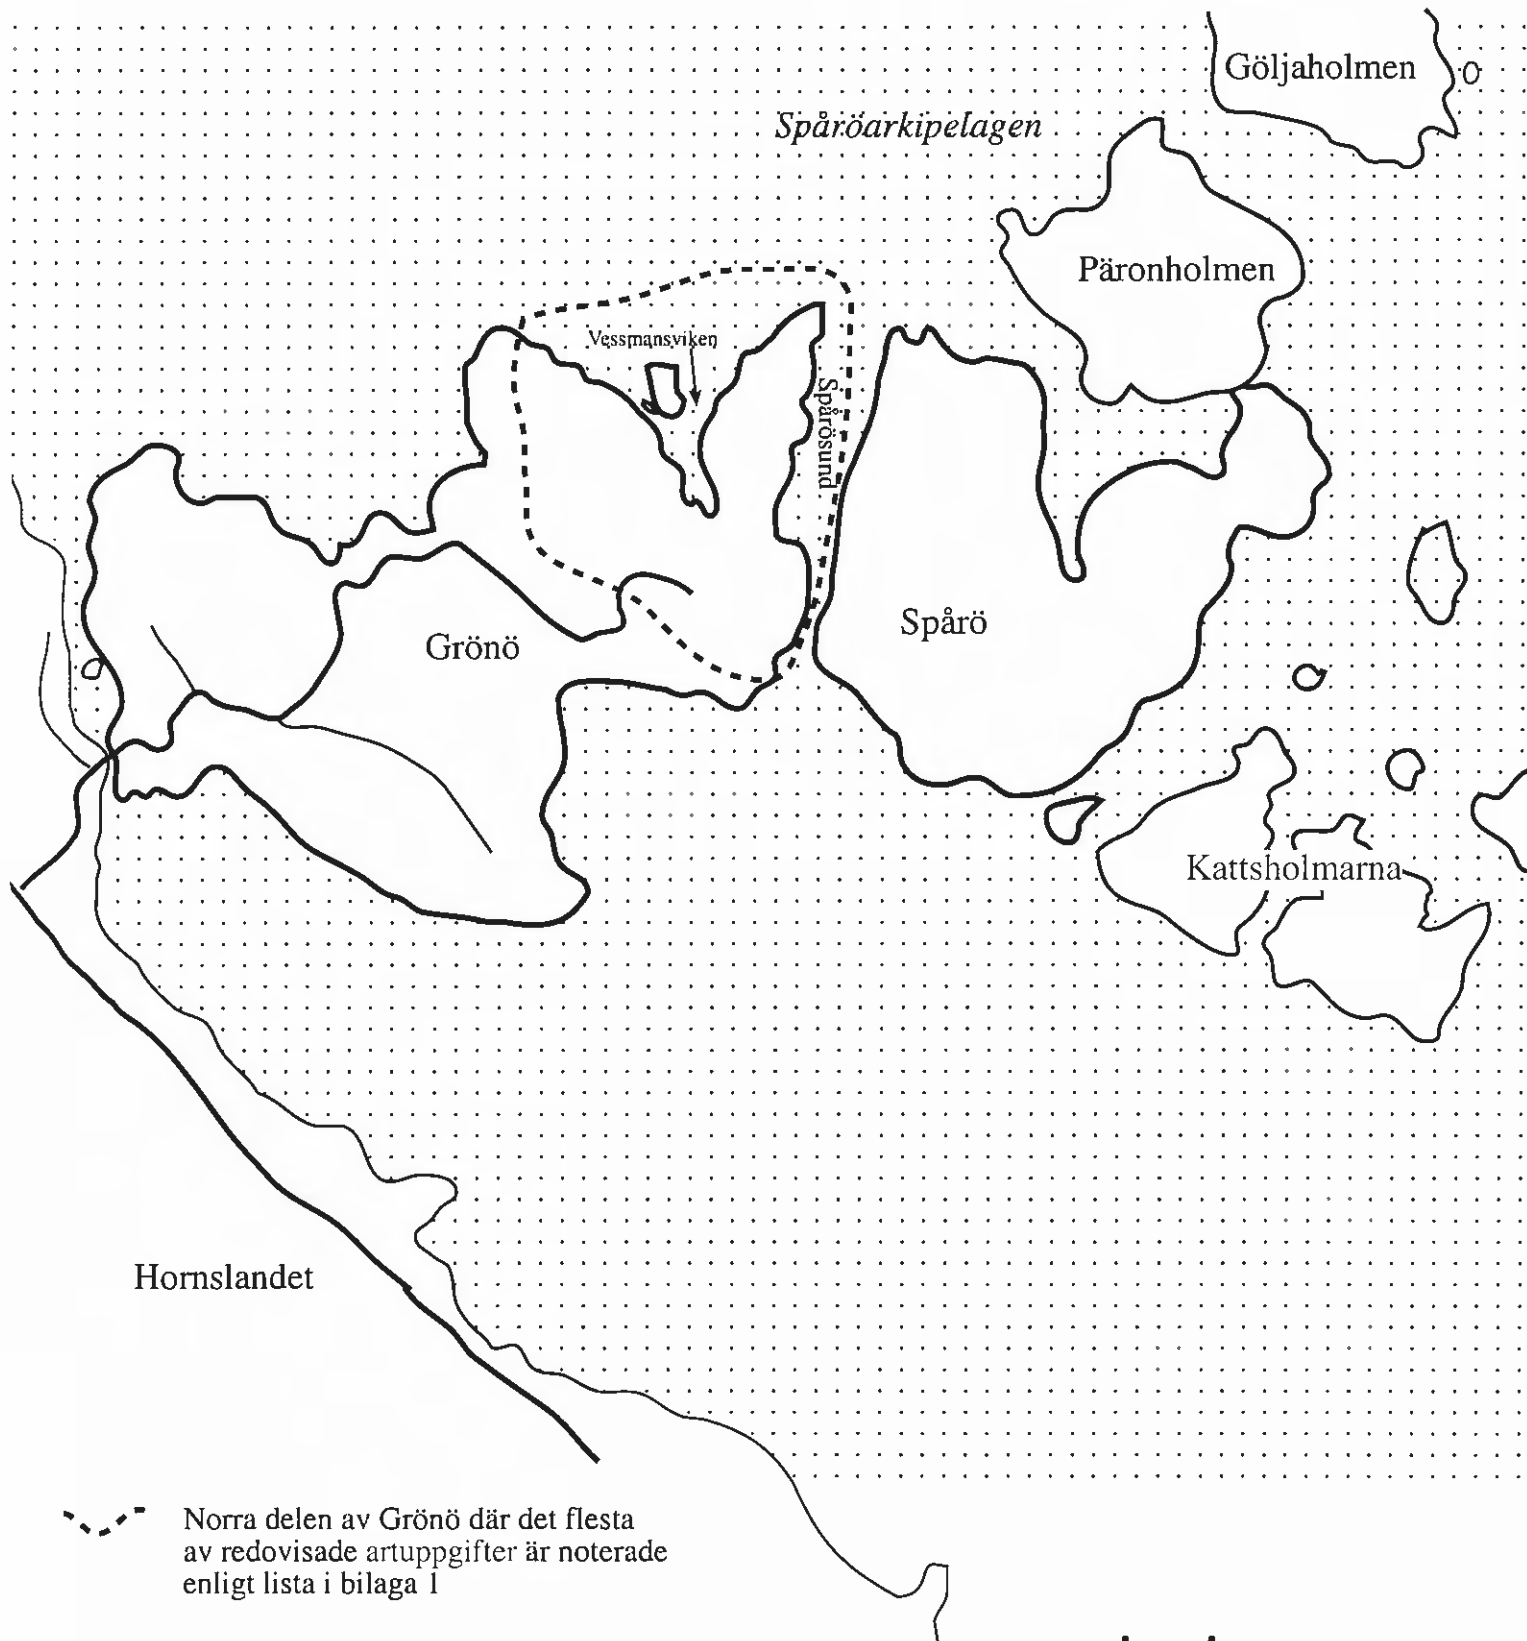 Göljaholmen
Spåröarkipelagen
Päronholmen
Vessmansviken
Spårösund
Spårö
Grönö
Kattsholmarna
Hornslandet
Norra delen av Grönö där det flesta
av redovisade artuppgifter är noterade
enligt lista i bilaga 1